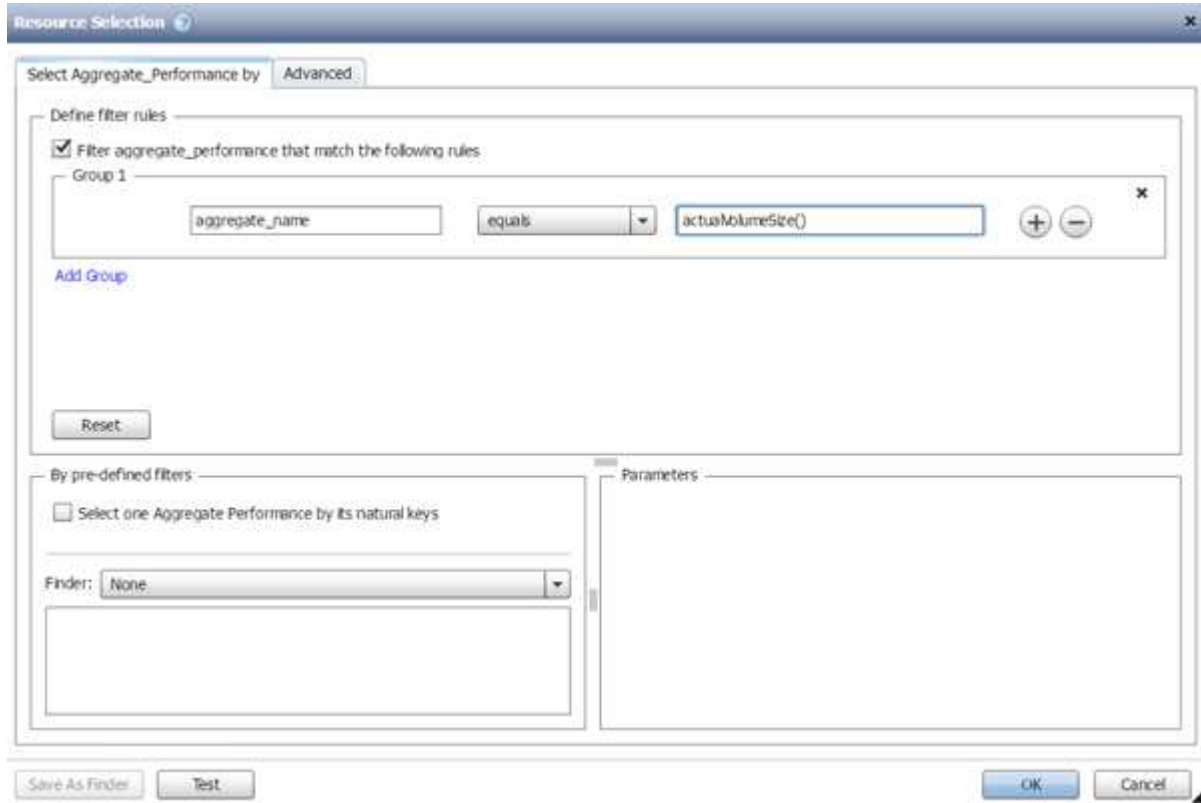 Resource Selection
Select Aggregate_Performance by Advanced
Define filter rules
Filter aggregate_performance that match the following rules
Group 1
aggregate_name equals actualVolumeSize()
Add Group
Reset
By pre-defined filters
Parameters
Select one Aggregate Performance by its natural keys
Finder: None
Save As Finder Test OK Cancel